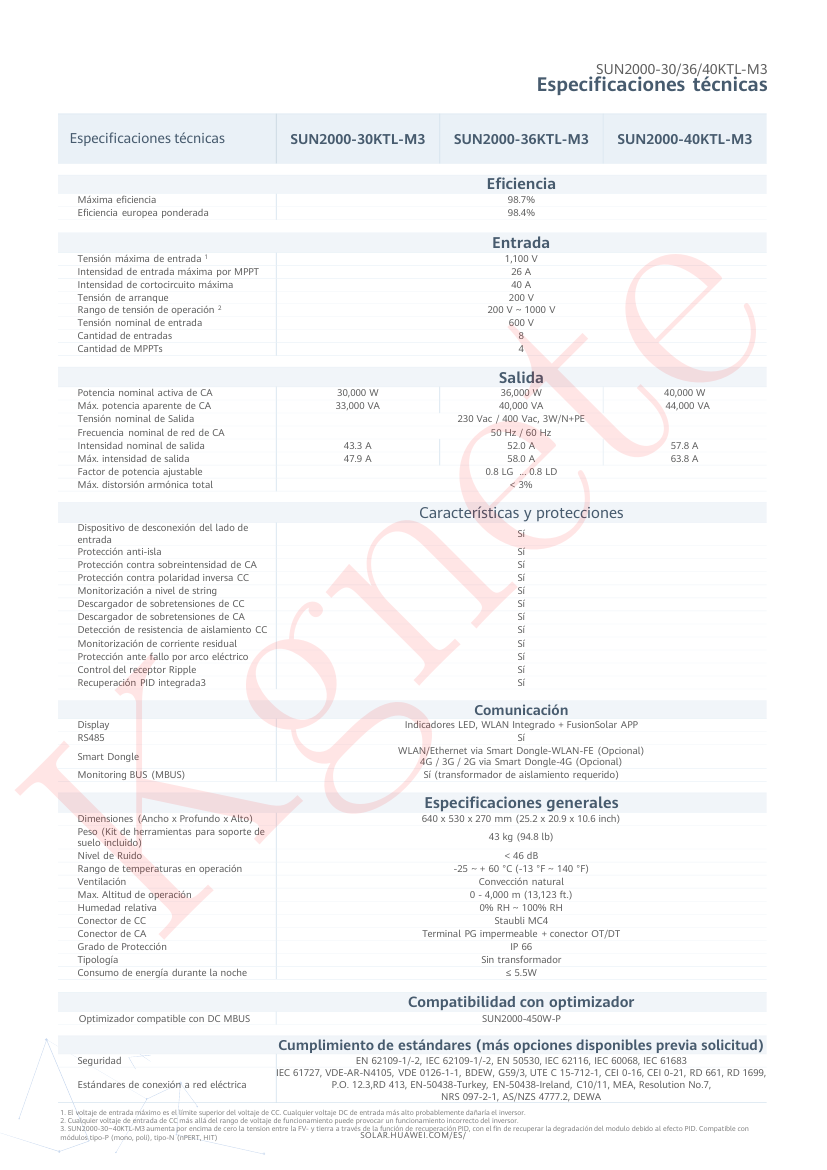 SUN2000-30/36/40KTL-M3
Especificaciones técnicas
Especificaciones técnicas SUN2000-30KTL-M3 SUN2000-36KTL-M3 SUN2000-40KTL-M3
Eficiencia
Máxima eficiencia 98.7%
Eficiencia europea ponderada 98.4%
Entrada
Tensión máxima de entrada ¹ 1,100 V
Intensidad de entrada máxima por MPPT 26 A
Intensidad de cortocircuito máxima 40 A
Tensión de arranque 200 V
Rango de tensión de operación ² 200 V ~ 1000 V
Tensión nominal de entrada 600 V
Cantidad de entradas 8
Cantidad de MPPTs 4
Salida
Potencia nominal activa de CA 30,000 W 36,000 W 40,000 W
Máx. potencia aparente de CA 33,000 VA 40,000 VA 44,000 VA
Tensión nominal de Salida 230 Vac / 400 Vac, 3W/N+PE
Frecuencia nominal de red de CA 50 Hz / 60 Hz
Intensidad nominal de salida 43.3 A 52.0 A 57.8 A
Máx. intensidad de salida 47.9 A 58.0 A 63.8 A
Factor de potencia ajustable 0.8 LG ... 0.8 LD
Máx. distorsión armónica total < 3%
Características y protecciones
Dispositivo de desconexión del lado de
entrada Sí
Protección anti-isla Sí
Protección contra sobreintensidad de CA Sí
Protección contra polaridad inversa CC Sí
Monitorización a nivel de string Sí
Descargador de sobretensiones de CC Sí
Descargador de sobretensiones de CA Sí
Detección de resistencia de aislamiento CC Sí
Monitorización de corriente residual Sí
Protección ante fallo por arco eléctrico Sí
Control del receptor Ripple Sí
Recuperación PID integrada3 Sí
Comunicación
Display Indicadores LED, WLAN Integrado + FusionSolar APP
RS485 Sí
Smart Dongle WLAN/Ethernet via Smart Dongle-WLAN-FE (Opcional)
4G / 3G / 2G via Smart Dongle-4G (Opcional)
Monitoring BUS (MBUS) Sí (transformador de aislamiento requerido)
Especificaciones generales
Dimensiones (Ancho x Profundo x Alto) 640 x 530 x 270 mm (25.2 x 20.9 x 10.6 inch)
Peso (Kit de herramientas para soporte de
suelo incluido) 43 kg (94.8 lb)
Nivel de Ruido < 46 dB
Rango de temperaturas en operación -25 ~ + 60 °C (-13 °F ~ 140 °F)
Ventilación Convección natural
Max. Altitud de operación 0 - 4,000 m (13,123 ft.)
Humedad relativa 0% RH ~ 100% RH
Conector de CC Staubli MC4
Conector de CA Terminal PG impermeable + conector OT/DT
Grado de Protección IP 66
Tipología Sin transformador
Consumo de energía durante la noche ≤ 5.5W
Compatibilidad con optimizador
Optimizador compatible con DC MBUS SUN2000-450W-P
Cumplimiento de estándares (más opciones disponibles previa solicitud)
Seguridad EN 62109-1/-2, IEC 62109-1/-2, EN 50530, IEC 62116, IEC 60068, IEC 61683
Estándares de conexión a red eléctrica IEC 61727, VDE-AR-N4105, VDE 0126-1-1, BDEW, G59/3, UTE C 15-712-1, CEI 0-16, CEI 0-21, RD 661, RD 1699,
P.O. 12.3,RD 413, EN-50438-Turkey, EN-50438-Ireland, C10/11, MEA, Resolution No.7,
NRS 097-2-1, AS/NZS 4777.2, DEWA
1. El voltaje de entrada máximo es el límite superior del voltaje de CC. Cualquier voltaje DC de entrada más alto probablemente dañaría el inversor.
2. Cualquier voltaje de entrada de CC más allá del rango de voltaje de funcionamiento puede provocar un funcionamiento incorrecto del inversor.
3. SUN2000-30~40KTL-M3 aumenta por encima de cero la tension entre la FV- y tierra a través de la función de recuperación PID, con el fin de recuperar la degradación del modulo debido al efecto PID. Compatible con
módulos tipo-P (mono, poli), tipo-N (nPERT, HIT)
SOLAR.HUAWEI.COM/ES/
Kgnete